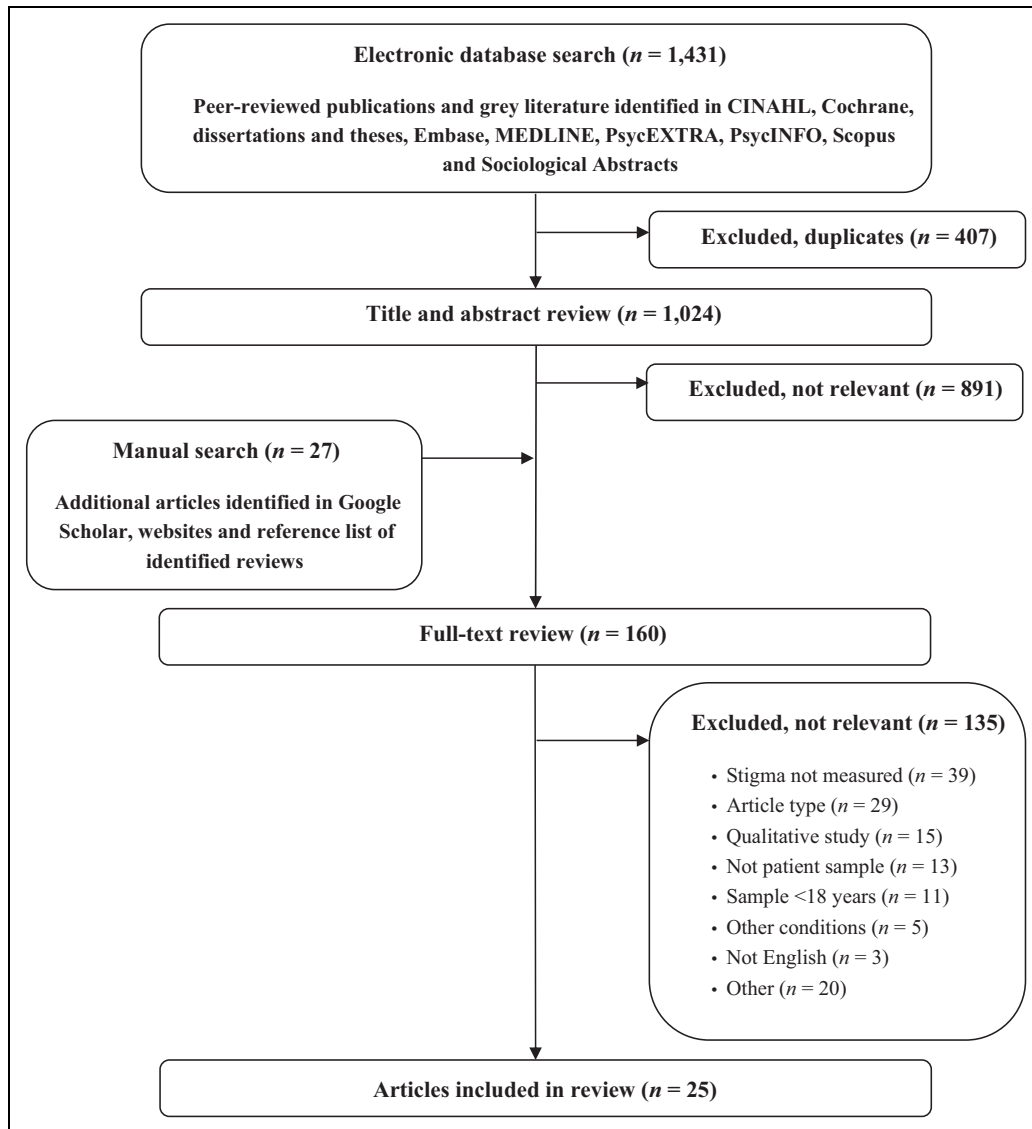 Electronic database search (n = 1,431)
Peer-reviewed publications and grey literature identified in CINAHL, Cochrane,
dissertations and theses, Embase, MEDLINE, PsycEXTRA, PsycINFO, Scopus
and Sociological Abstracts
Excluded, duplicates (n = 407)
Title and abstract review (n = 1,024)
Excluded, not relevant (n = 891)
Manual search (n = 27)
Additional articles identified in Google
Scholar, websites and reference list of
identified reviews
Full-text review (n = 160)
Excluded, not relevant (n = 135)
• Stigma not measured (n = 39)
• Article type (n = 29)
• Qualitative study (n = 15)
• Not patient sample (n = 13)
• Sample <18 years (n = 11)
• Other conditions (n = 5)
• Not English (n = 3)
• Other (n = 20)
Articles included in review (n = 25)